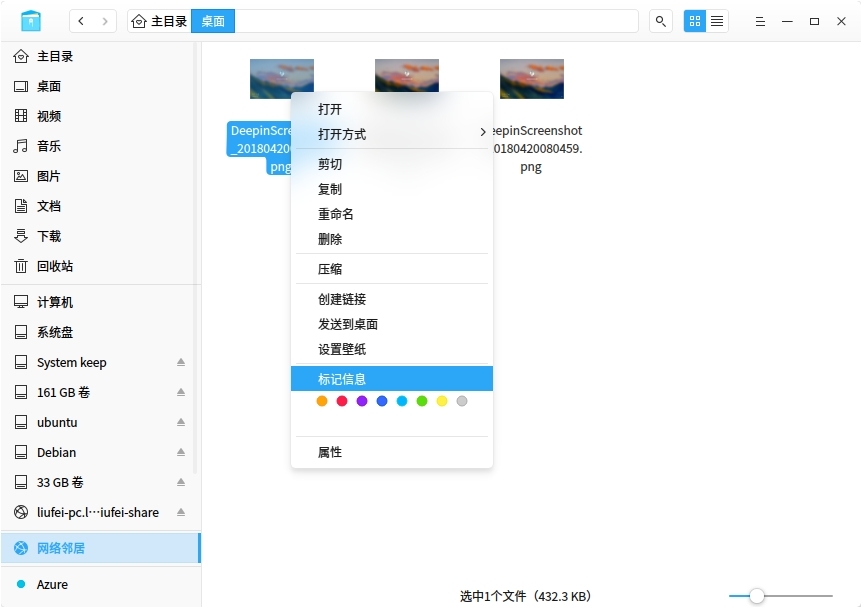 主目录
桌面
主目录
桌面
视频
音乐
图片
文档
下载
回收站
计算机
系统盘
System keep
161 GB 卷
ubuntu
Debian
33 GB 卷
liufei-pc.l⋯iufei-share
网络邻居
Azure
DeepinScre
_20180420
png
eepinScreenshot
0180420080459.
png
打开
打开方式
剪切
复制
重命名
删除
压缩
创建链接
发送到桌面
设置壁纸
标记信息
属性
选中1个文件（432.3 KB）